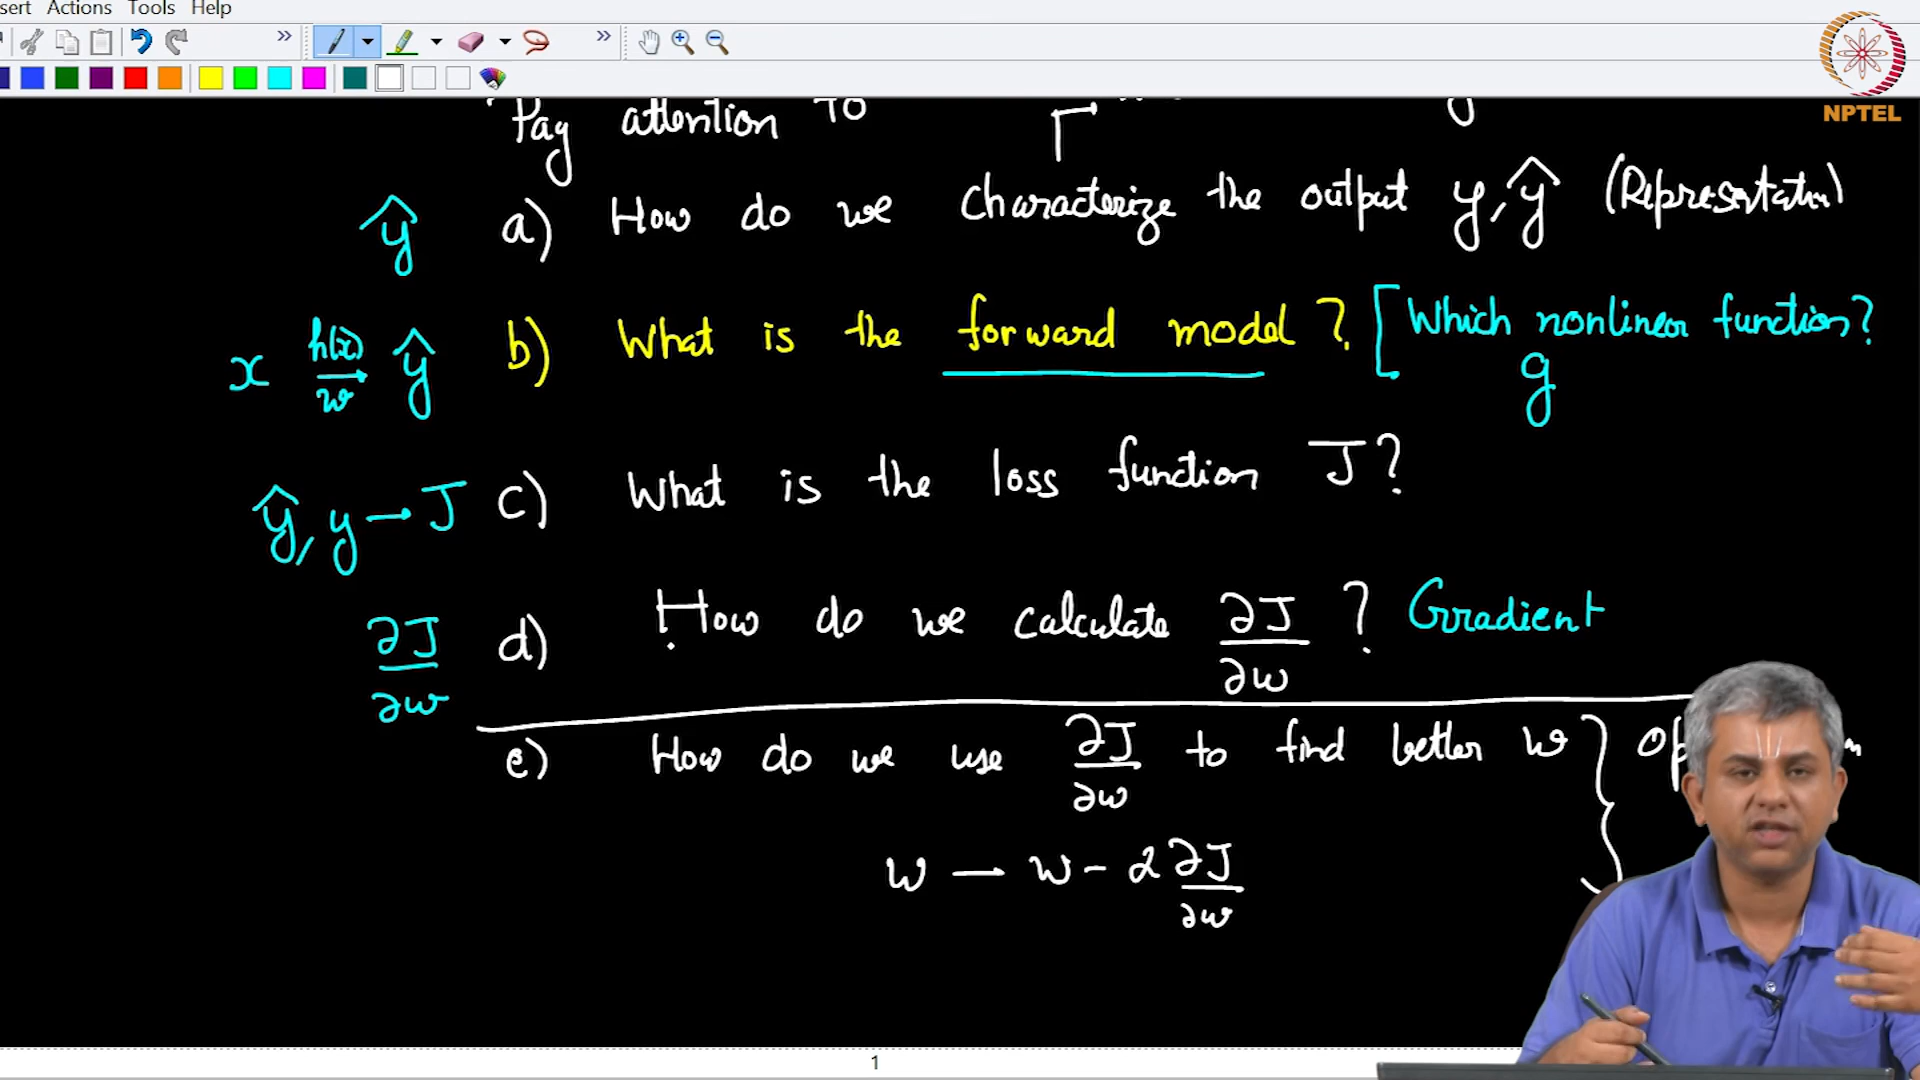 sert Actions Tools Help
NPTEL
Pay attention to
ŷ a) How do we characterize the output y, ŷ (Representation)
x h(x) w → ŷ b) What is the forward model? [Which nonlinear function? g
ŷ, y → J c) What is the loss function J?
∂J/∂w d) How do we calculate ∂J/∂w ? Gradient
e) How do we use ∂J/∂w to find better w }
w → w - α ∂J/∂w
1